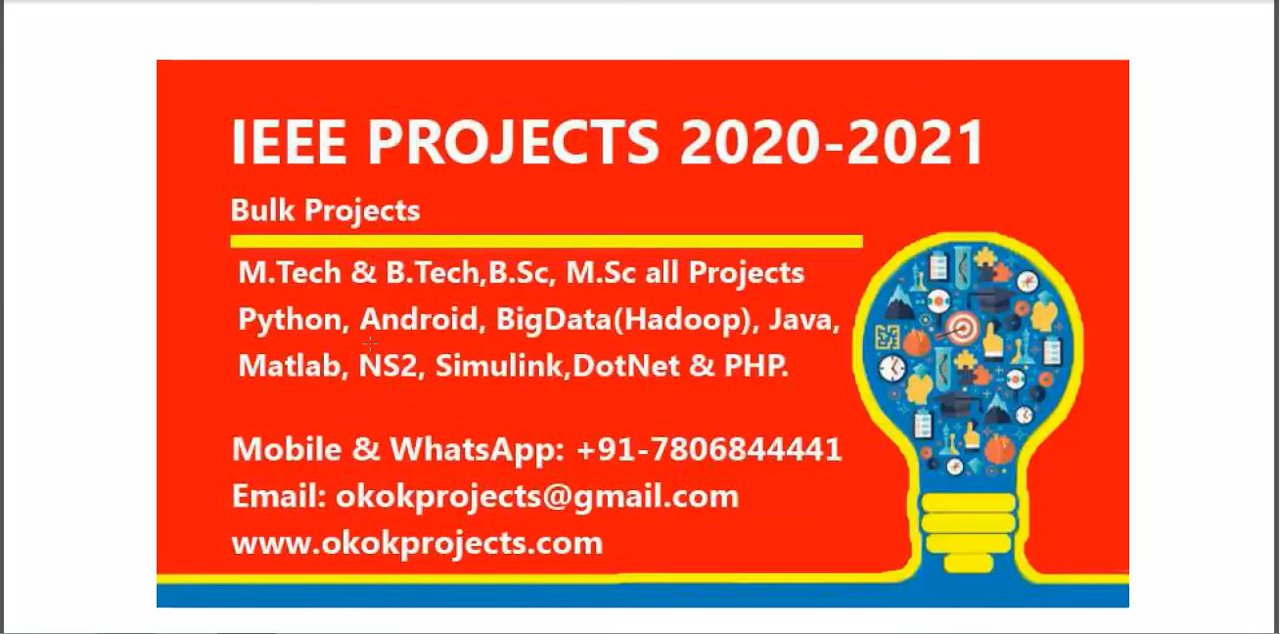 IEEE PROJECTS 2020-2021
Bulk Projects
M.Tech & B.Tech,B.Sc, M.Sc all Projects
Python, Android, BigData(Hadoop), Java,
Matlab, NS2, Simulink,DotNet & PHP.
Mobile & WhatsApp: +91-7806844441
Email: okokprojects@gmail.com
www.okokprojects.com